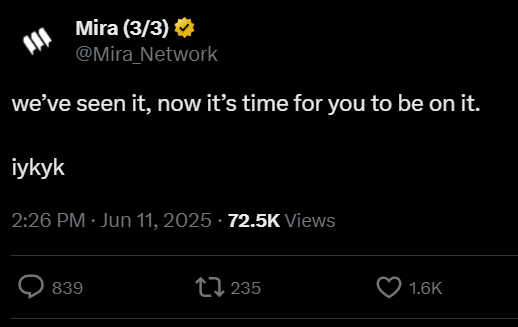 Mira (3/3)
@Mira_Network
we’ve seen it, now it’s time for you to be on it.
iykyk
2:26 PM · Jun 11, 2025 · 72.5K Views
839 235 1.6K